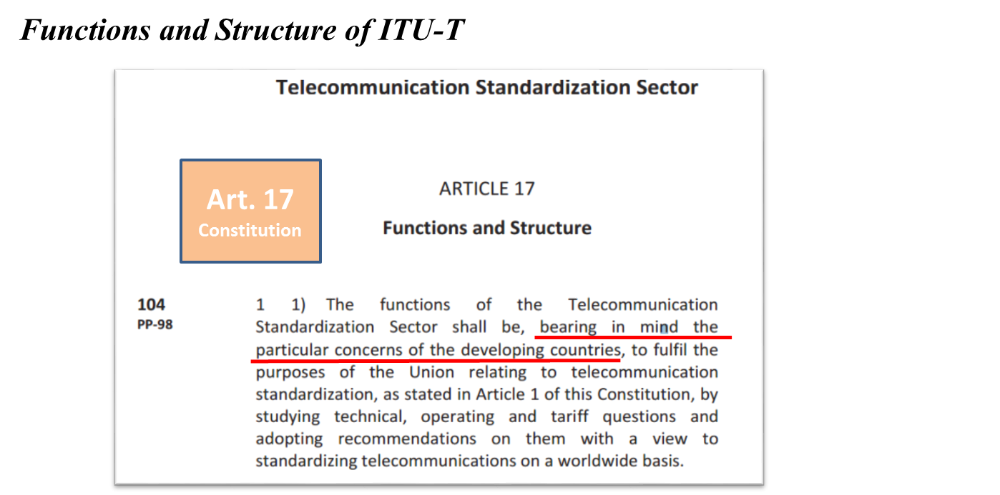 Functions and Structure of ITU-T
Telecommunication Standardization Sector
Art. 17
Constitution
ARTICLE 17
Functions and Structure
104
PP-98
1 1) The functions of the Telecommunication
Standardization Sector shall be, bearing in mind the
particular concerns of the developing countries, to fulfil the
purposes of the Union relating to telecommunication
standardization, as stated in Article 1 of this Constitution, by
studying technical, operating and tariff questions and
adopting recommendations on them with a view to
standardizing telecommunications on a worldwide basis.